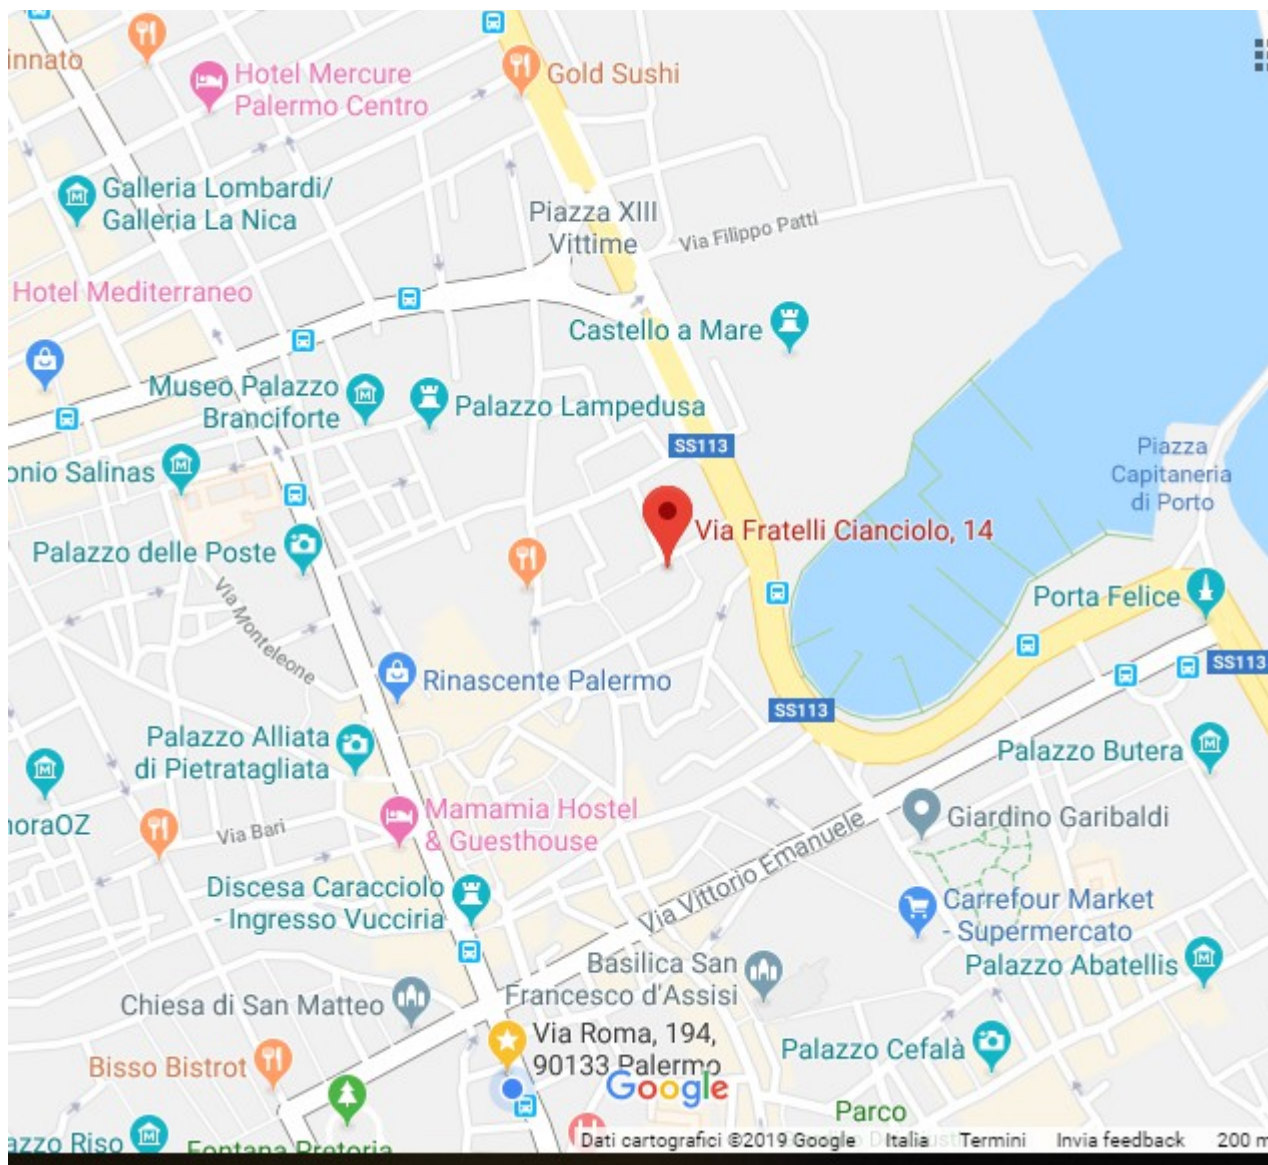 innato
Hotel Mercure
Palermo Centro
Gold Sushi
Galleria Lombardi/
Galleria La Nica
Piazza XIII
Vittime
Via Filippo Patti
Hotel Mediterraneo
Castello a Mare
Museo Palazzo
Branciforte
Palazzo Lampedusa
SS113
Piazza
Capitaneria
di Porto
onio Salinas
Via Fratelli Cianciolo, 14
Palazzo delle Poste
Via Monteleone
Porta Felice
SS113
Rinascente Palermo
SS113
Palazzo Alliata
di Pietratagliata
Palazzo Butera
Mamamia Hostel
& Guesthouse
Giardino Garibaldi
noraOZ
Via Bari
Via Vittorio Emanuele
Discesa Caracciolo
- Ingresso Vucciria
Carrefour Market
- Supermercato
Palazzo Abatellis
Basilica San
Francesco d'Assisi
Chiesa di San Matteo
Via Roma, 194,
90133 Palermo
Palazzo Cefalà
Bisso Bistrot
Google
Parco
azzo Riso
Fontana Pretoria
Dati cartografici ©2019 Google Italia Termini Invia feedback 200 m